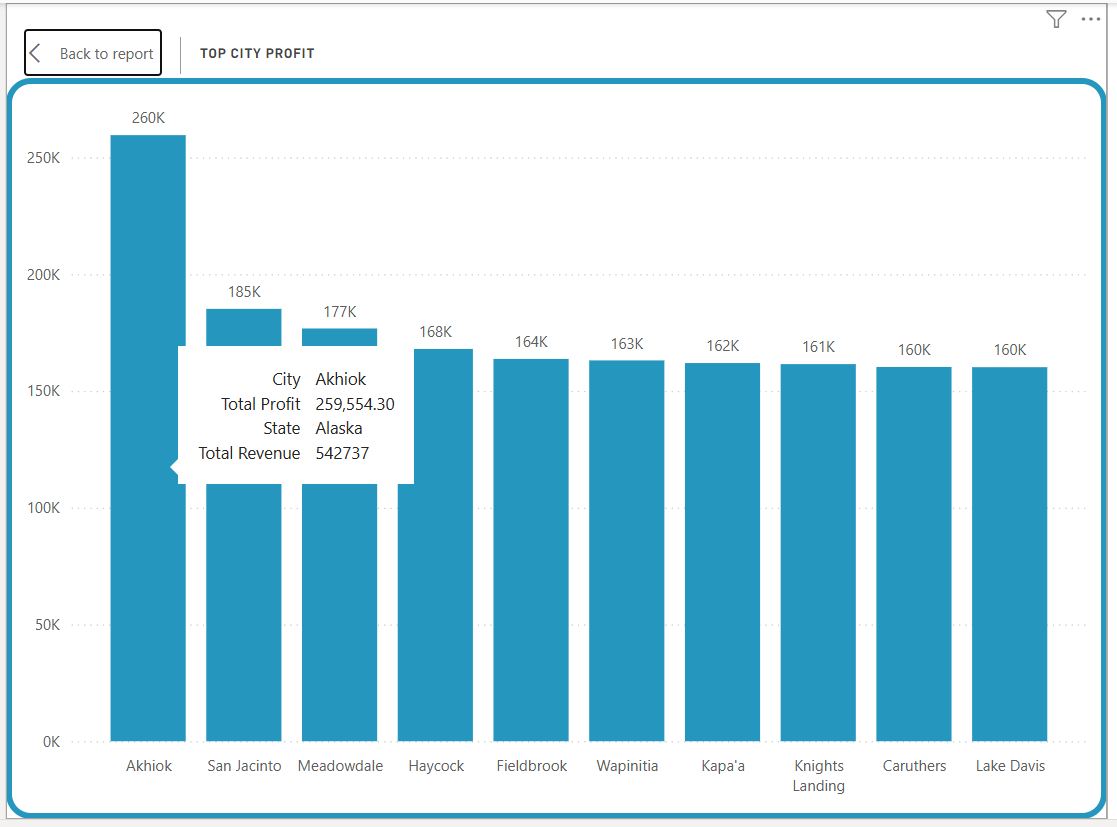 Back to report
TOP CITY PROFIT
260K
250K
200K
185K
177K
168K
164K
163K
162K
161K
160K
160K
City Akhiok
Total Profit 259,554.30
State Alaska
Total Revenue 542737
150K
100K
50K
0K
Akhiok San Jacinto Meadowdale Haycock Fieldbrook Wapinitia Kapa'a Knights Landing Caruthers Lake Davis